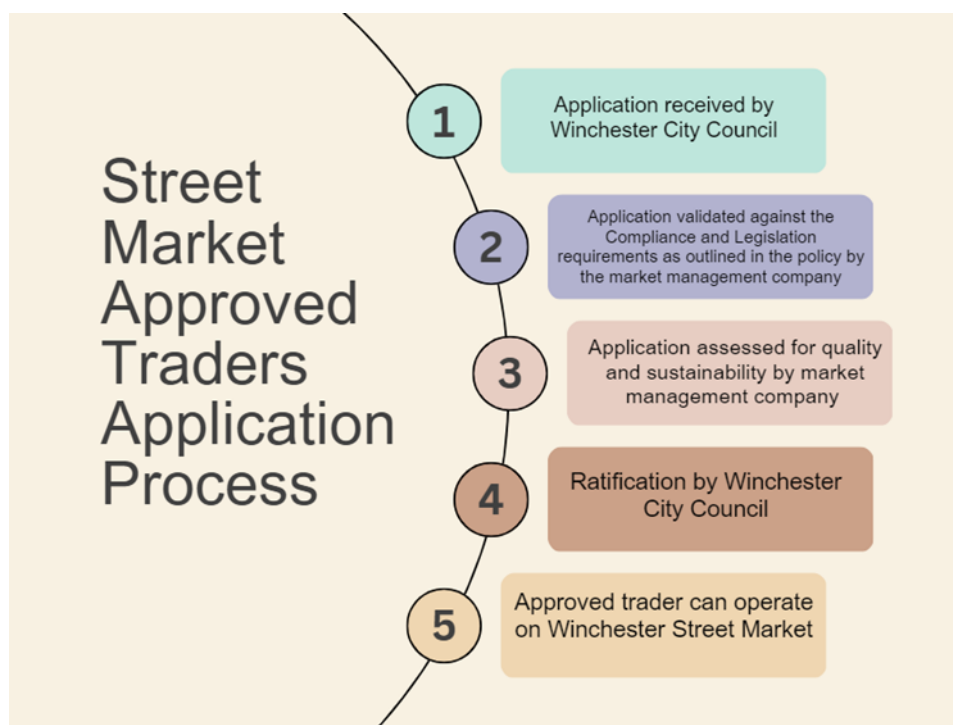 Street
Market
Approved
Traders
Application
Process
1
Application received by
Winchester City Council
2
Application validated against the
Compliance and Legislation
requirements as outlined in the policy by
the market management company
3
Application assessed for quality
and sustainability by market
management company
4
Ratification by Winchester
City Council
5
Approved trader can operate
on Winchester Street Market